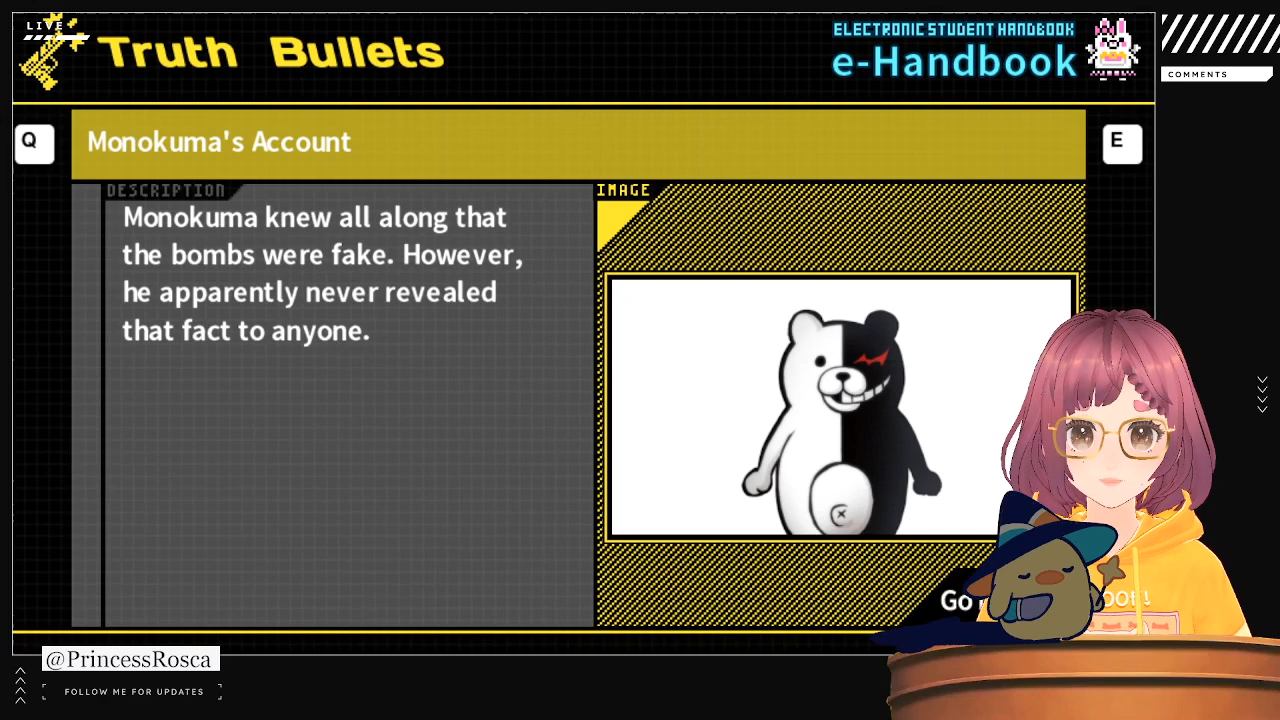 LIVE
Truth Bullets
ELECTRONIC STUDENT HANDBOOK
e-Handbook
COMMENTS
Q
Monokuma's Account
E
DESCRIPTION
IMAGE
Monokuma knew all along that
the bombs were fake. However,
he apparently never revealed
that fact to anyone.
Go
@PrincessRosca
FOLLOW ME FOR UPDATES